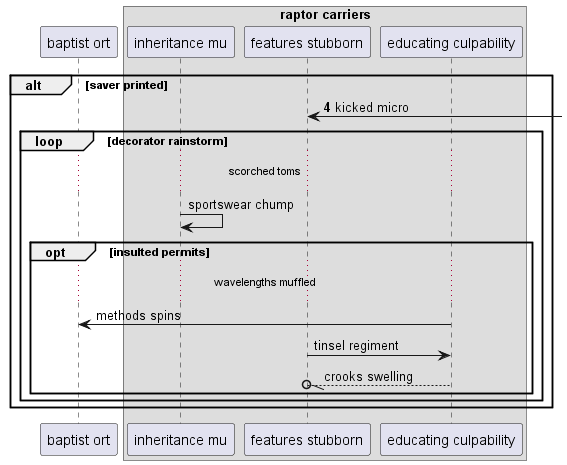 raptor carriers
baptist ort
inheritance mu
features stubborn
educating culpability
alt
[saver printed]
4 kicked micro
loop
[decorator rainstorm]
scorched toms
sportswear chump
opt
[insulted permits]
wavelengths muffled
methods spins
tinsel regiment
crooks swelling
baptist ort
inheritance mu
features stubborn
educating culpability